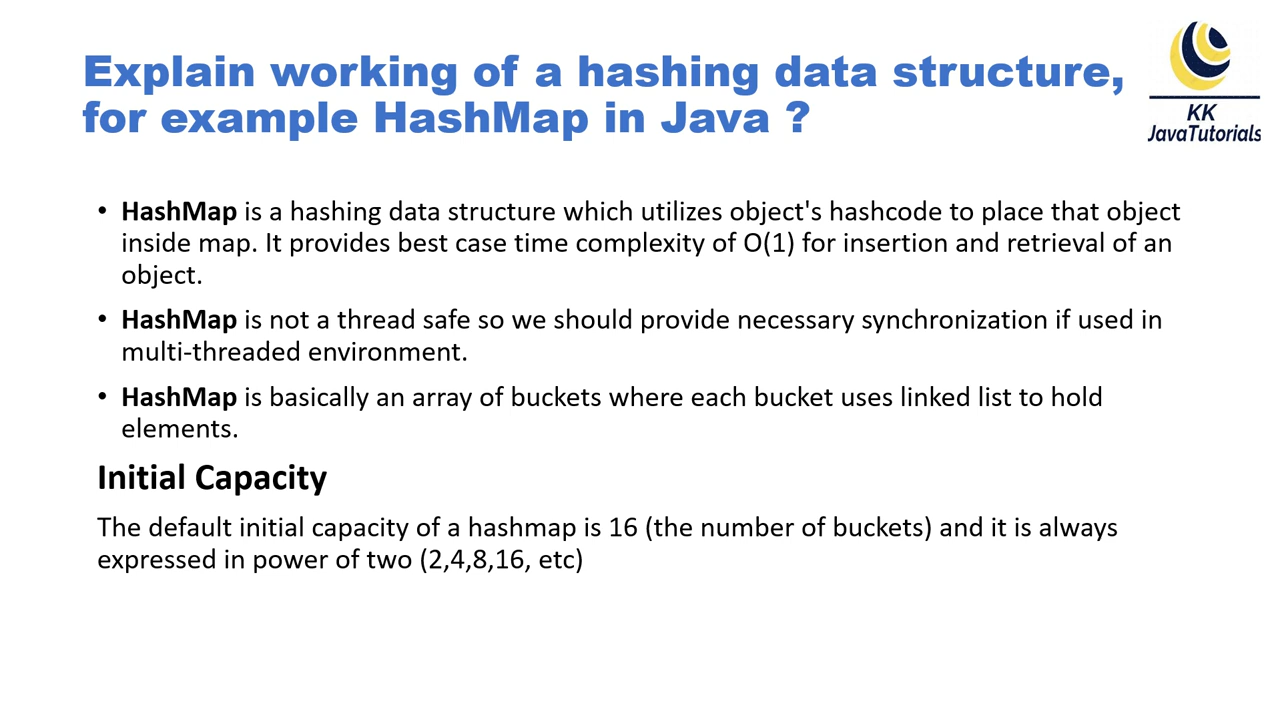 Explain working of a hashing data structure,
for example HashMap in Java ?
KK
JavaTutorials
• HashMap is a hashing data structure which utilizes object's hashcode to place that object
inside map. It provides best case time complexity of O(1) for insertion and retrieval of an
object.
• HashMap is not a thread safe so we should provide necessary synchronization if used in
multi-threaded environment.
• HashMap is basically an array of buckets where each bucket uses linked list to hold
elements.
Initial Capacity
The default initial capacity of a hashmap is 16 (the number of buckets) and it is always
expressed in power of two (2,4,8,16, etc)